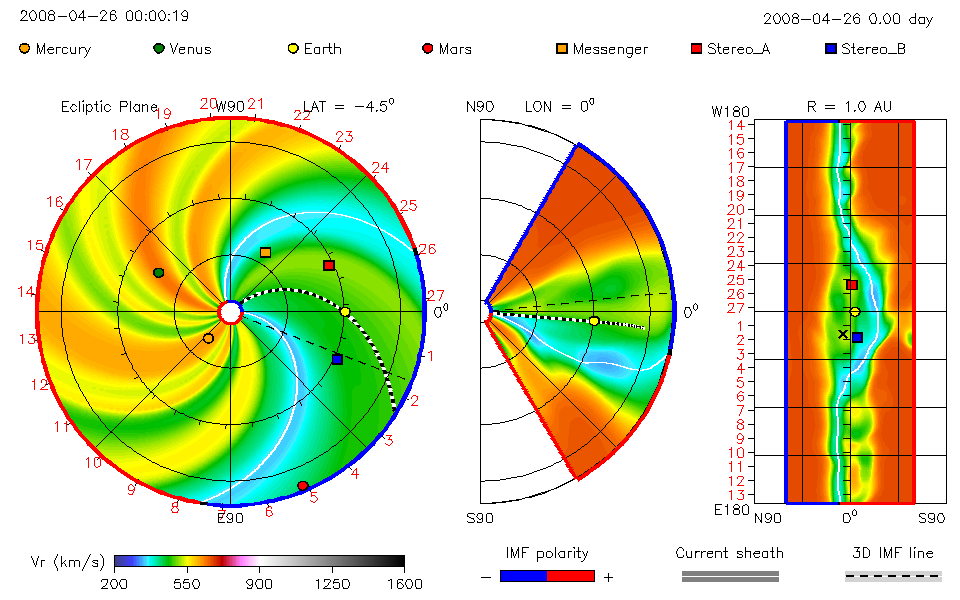 2008-04-26 00:00:19
2008-04-26 0.00 day
Mercury Venus Earth Mars Messenger Stereo_A Stereo_B
Ecliptic Plane W90 LAT = -4.5⁰
N90 LON = 0⁰
W180 R = 1.0 AU
20 21 22 23 24 25 26 27 0⁰ 1 2 3 4 5 6 7 8 9 10 11 12 13 14 15 16 17 18 19
E90
0⁰
S90
14
15
16
17
18
19
20
21
22
23
24
25
26
27
1
2
3
4
5
6
7
8
9
10
11
12
13
E180 N90 0⁰ S90
Vr (km/s)
200 550 900 1250 1600
IMF polarity
- +
Current sheath
3D IMF line